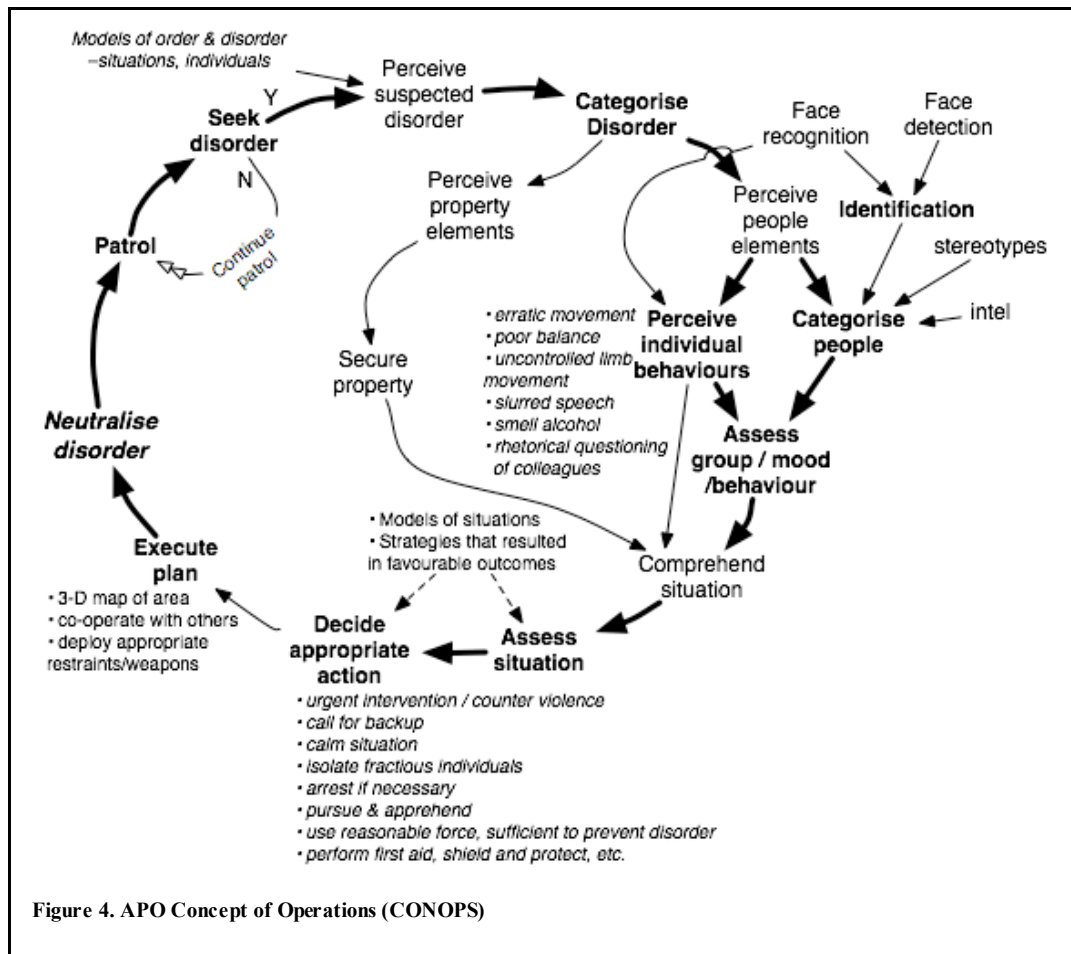 Models of order & disorder
–situations, individuals
Perceive
suspected
disorder
Y
Seek
disorder
N
Categorise
Disorder
Face
recognition
Face
detection
Perceive
property
elements
Perceive
people
elements
Identification
Patrol
Continue
patrol
stereotypes
intel
• erratic movement
• poor balance
• uncontrolled limb
movement
• slurred speech
• smell alcohol
• rhetorical questioning
of colleagues
Perceive
individual
behaviours
Categorise
people
Secure
property
Neutralise
disorder
Assess
group / mood
/behaviour
• Models of situations
• Strategies that resulted
in favourable outcomes
Comprehend
situation
Execute
plan
• 3-D map of area
• co-operate with others
• deploy appropriate
restraints/weapons
Decide
appropriate
action
Assess
situation
• urgent intervention / counter violence
• call for backup
• calm situation
• isolate fractious individuals
• arrest if necessary
• pursue & apprehend
• use reasonable force, sufficient to prevent disorder
• perform first aid, shield and protect, etc.
Figure 4. APO Concept of Operations (CONOPS)